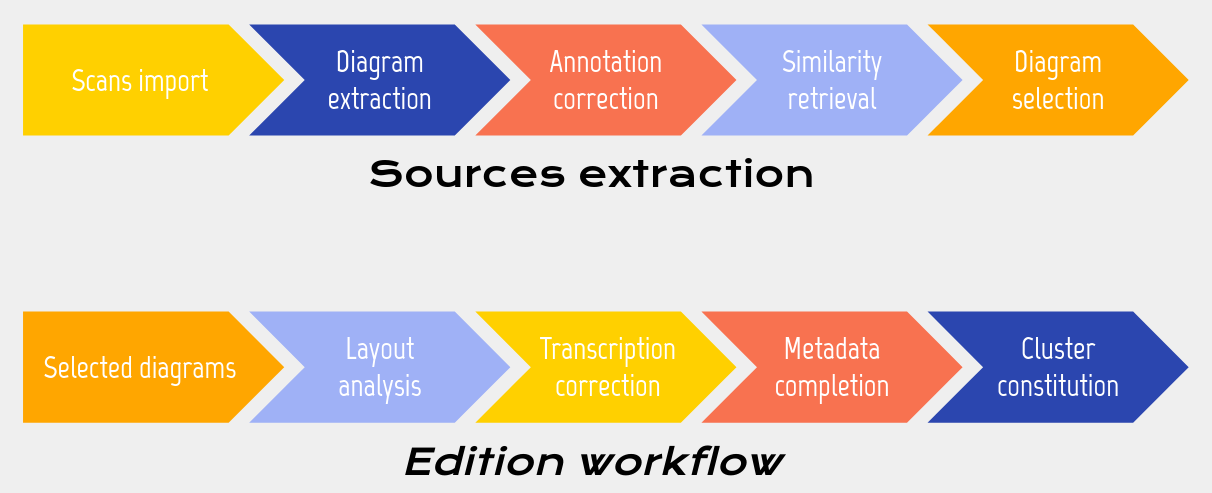 Scans import
Diagram
extraction
Annotation
correction
Similarity
retrieval
Diagram
selection
Sources extraction
Selected diagrams
Layout
analysis
Transcription
correction
Metadata
completion
Cluster
constitution
Edition workflow